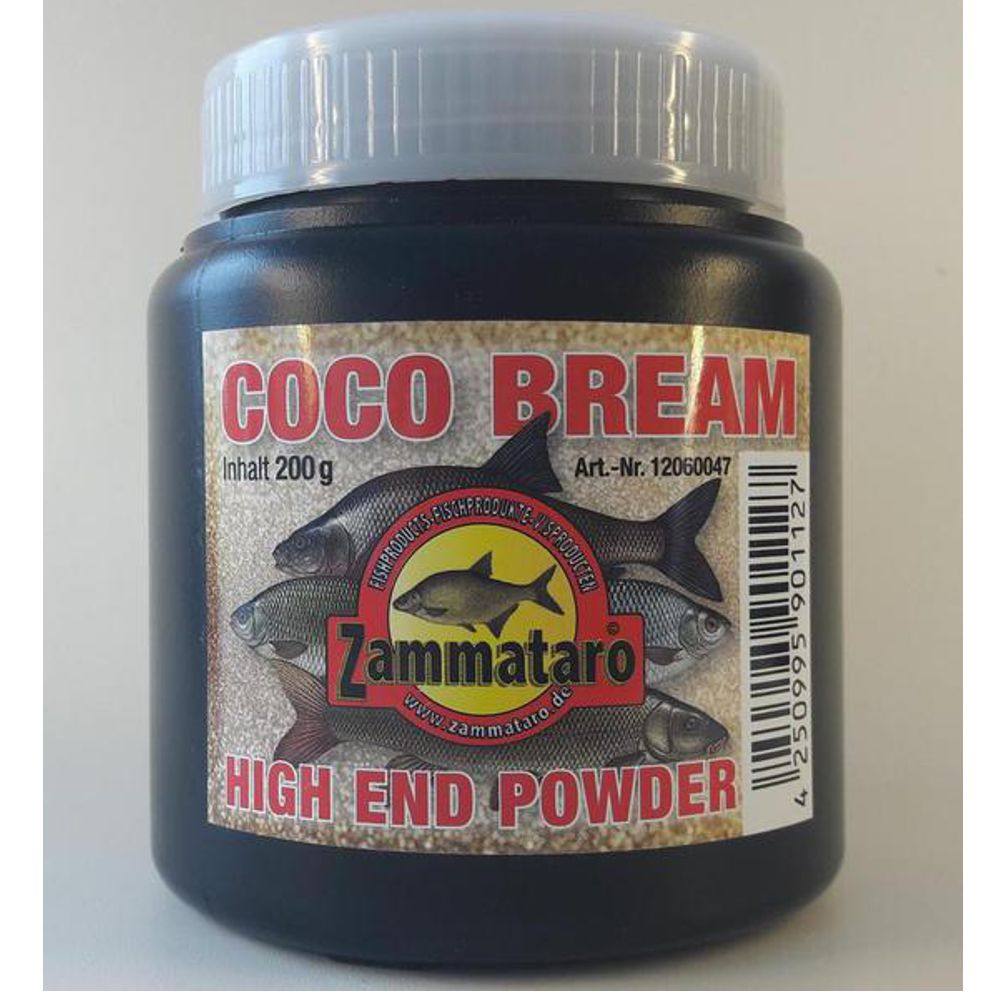 COCO BREAM
Inhalt 200 g
Art.-Nr. 12060047
FISHPRODUCTS-FISCHPRODUKTE-VISPRODUCTEN
Zammataro©
www.zammataro.de
HIGH END POWDER
4 250995 901127